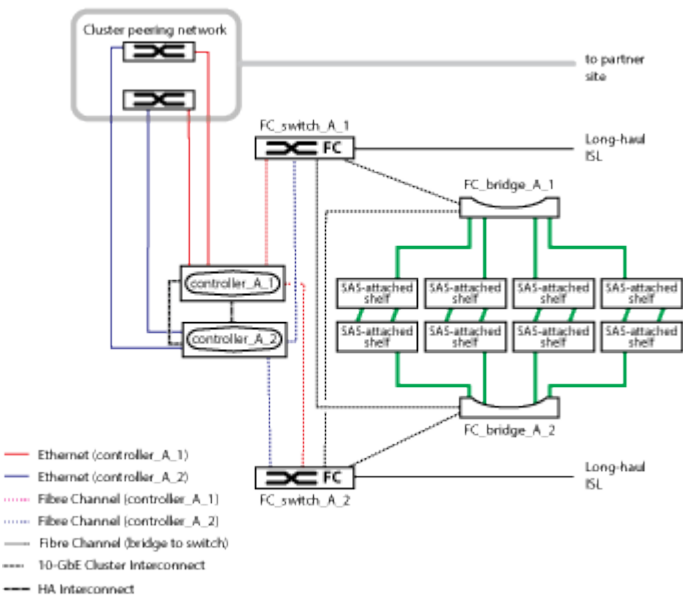 Cluster peering network
to partner
site
FC_switch_A_1
FC
Long-haul
ISL
FC_bridge_A_1
controller_A_1
SAS-attached
shelf
SAS-attached
shelf
SAS-attached
shelf
SAS-attached
shelf
controller_A_2
SAS-attached
shelf
SAS-attached
shelf
SAS-attached
shelf
SAS-attached
shelf
FC_bridge_A_2
FC
FC_switch_A_2
Long-haul
ISL
Ethernet (controller_A_1)
Ethernet (controller_A_2)
Fibre Channel (controller_A_1)
Fibre Channel (controller_A_2)
Fibre Channel (bridge to switch)
10-GbE Cluster Interconnect
HA Interconnect